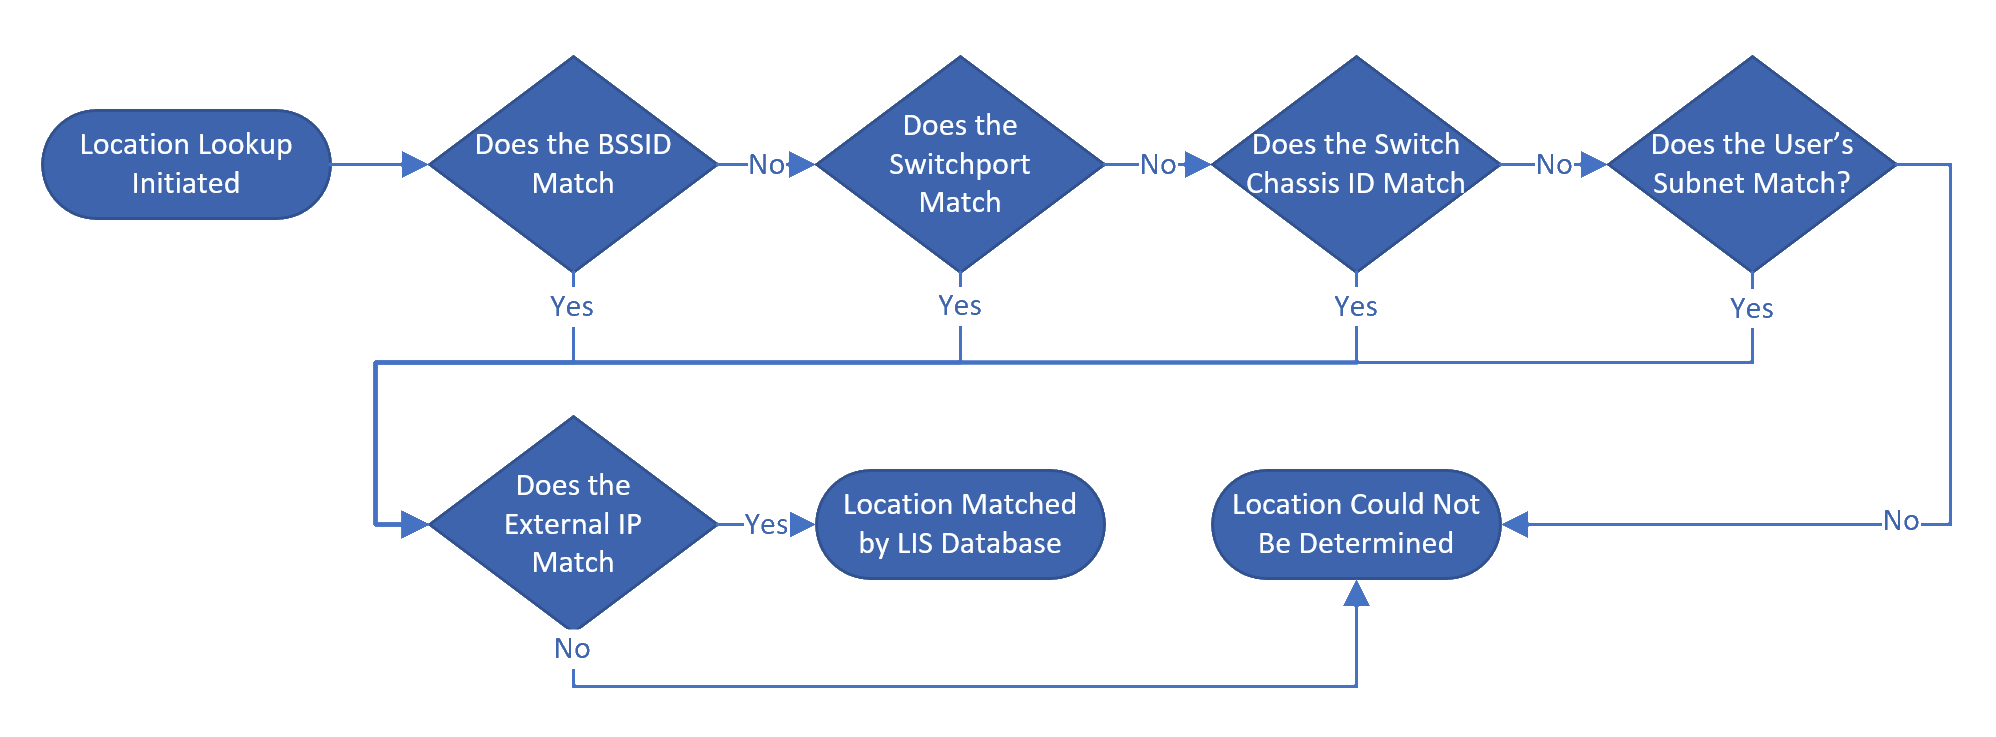 Location Lookup
Initiated
Does the BSSID
Match
No
Does the
Switchport
Match
No
Does the Switch
Chassis ID Match
No
Does the User’s
Subnet Match?
Yes
Yes
Yes
Yes
Does the
External IP
Match
Yes
Location Matched
by LIS Database
Location Could Not
Be Determined
No
No